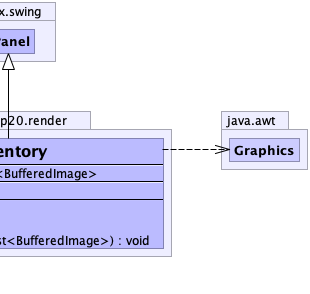 x.swing
Panel
p20.render
java.awt
entory
Graphics
<BufferedImage>
st<BufferedImage>) : void